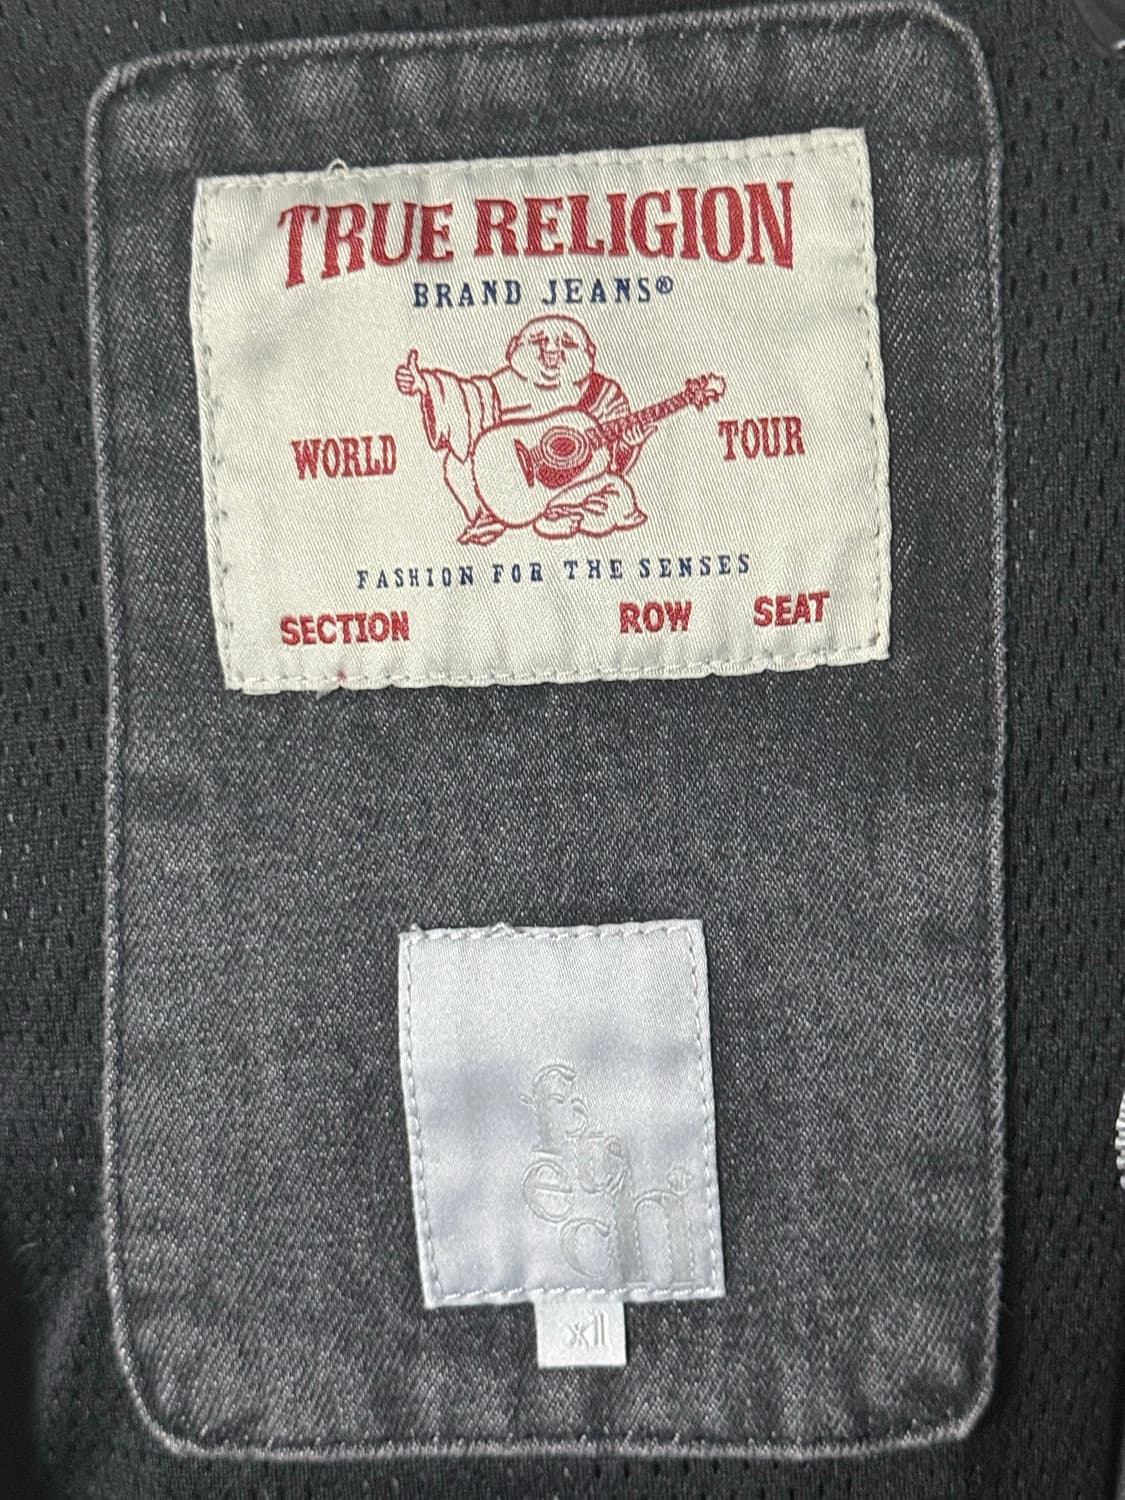 TRUE RELIGION
BRAND JEANS®
WORLD TOUR
FASHION FOR THE SENSES
SECTION ROW SEAT
xl